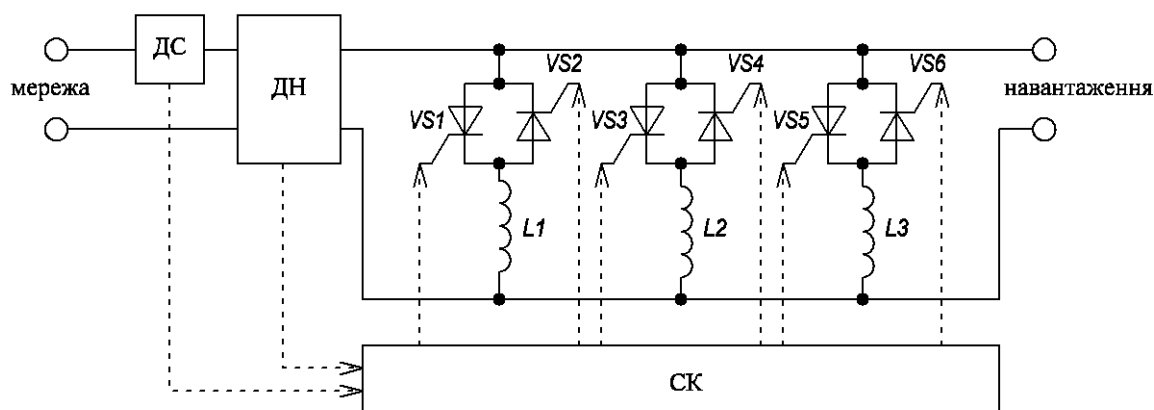 мережа
ДС
ДН
VS1
VS2
L1
VS3
VS4
L2
VS5
VS6
L3
навантаження
СК